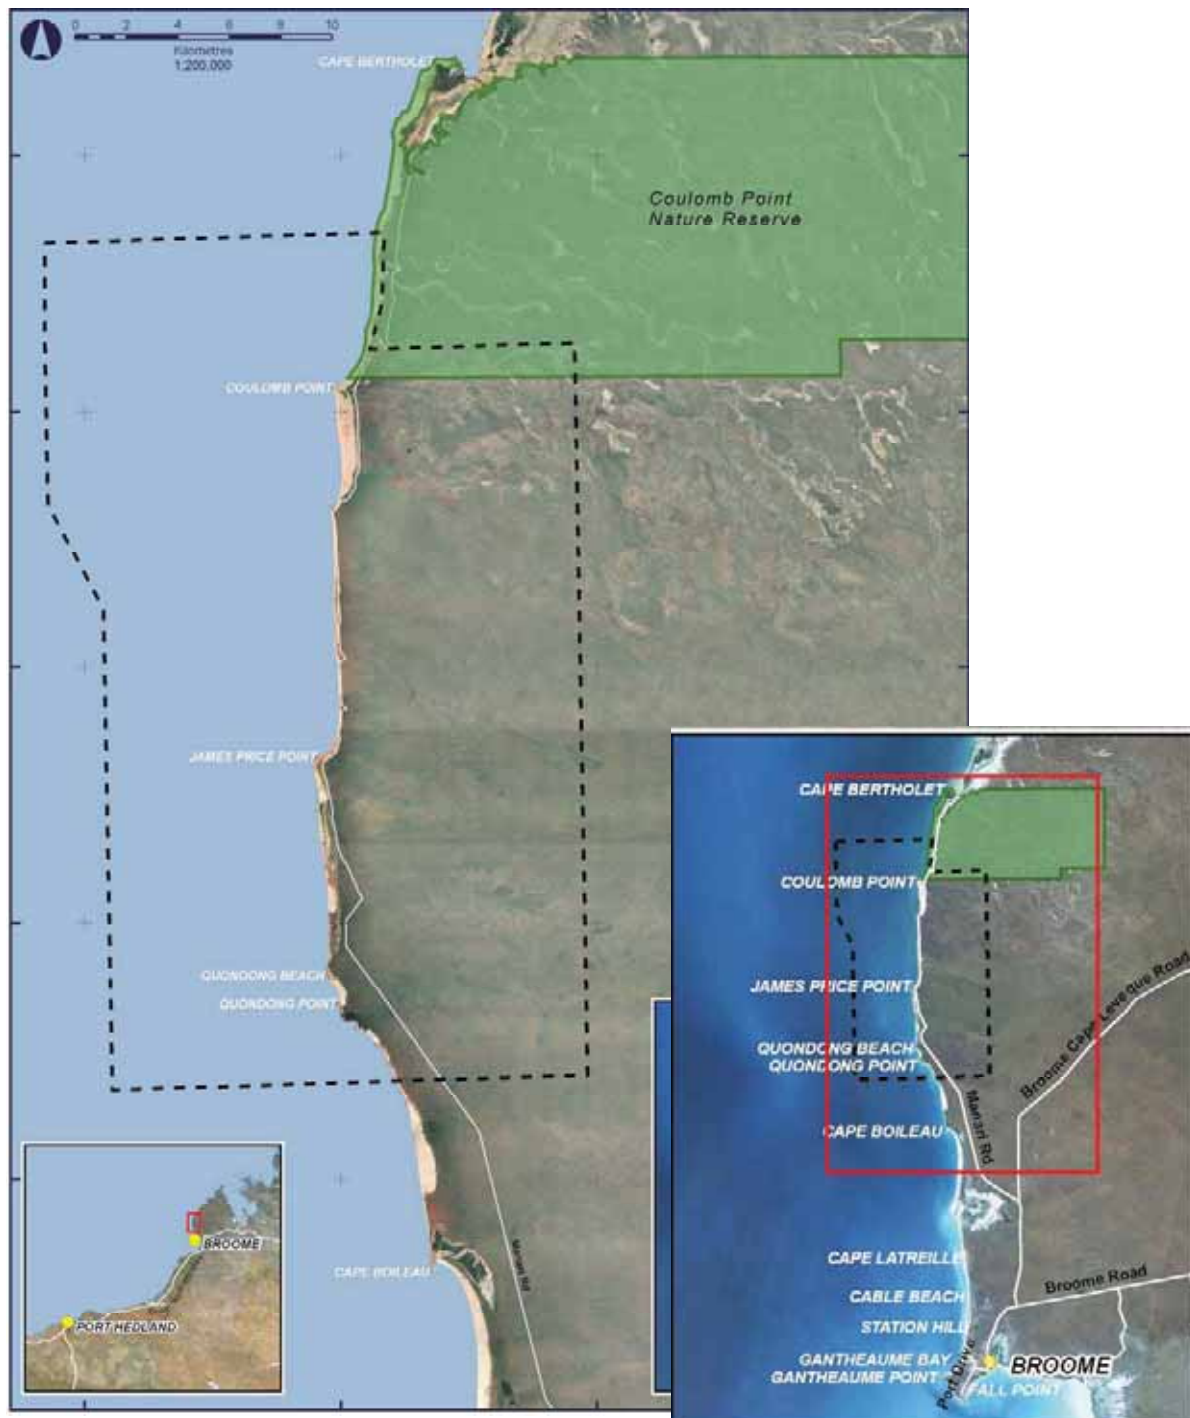 0 2 4 6 8 10
Kilometres
1:200,000
CAPE BERTHOLET
Coulomb Point
Nature Reserve
COULOMB POINT
JAMES PRICE POINT
QUONDONG BEACH
QUONDONG POINT
CAPE BOILEAU
Manari Rd
BROOME
PORT HEDLAND
CAPE BERTHOLET
COULOMB POINT
JAMES PRICE POINT
QUONDONG BEACH
QUONDONG POINT
CAPE BOILEAU
Manari Rd
Broome Cape Leveque Road
CAPE LATREILLE
CABLE BEACH
STATION HILL
GANTHEAUME BAY
GANTHEAUME POINT
Broome Road
Port Drive
BROOME
FALL POINT